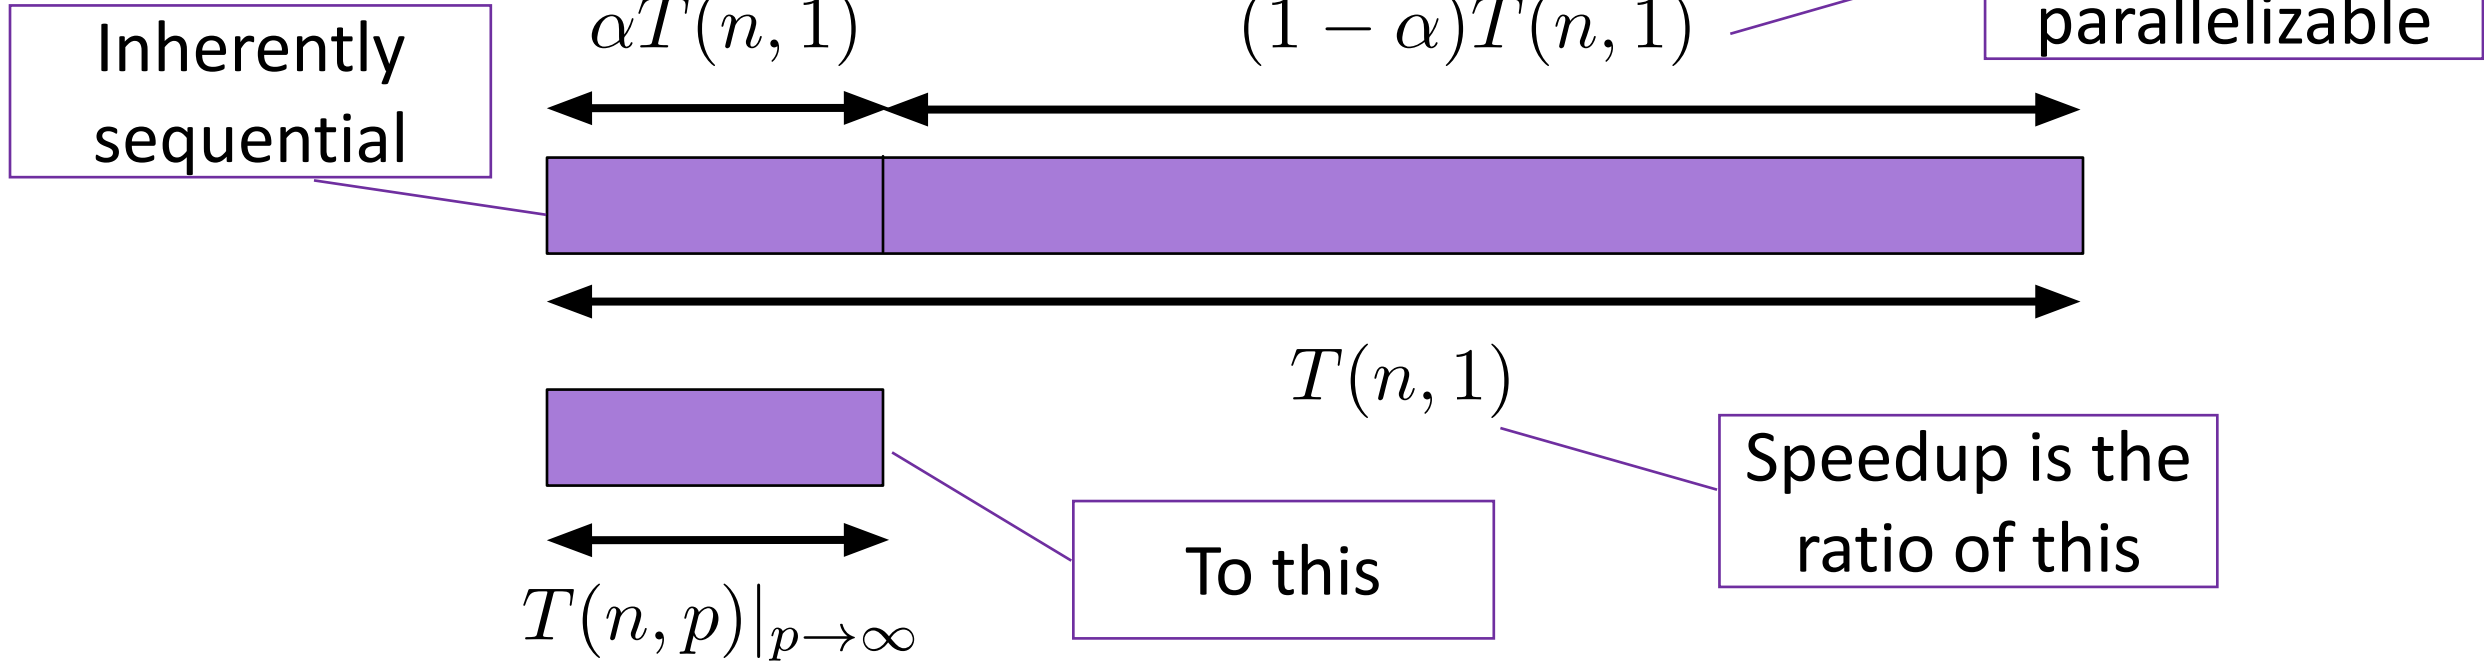 Inherently
sequential
αT(n, 1)
(1 − α)T(n, 1)
parallelizable
T(n, 1)
Speedup is the
ratio of this
To this
T(n, p)|p→∞